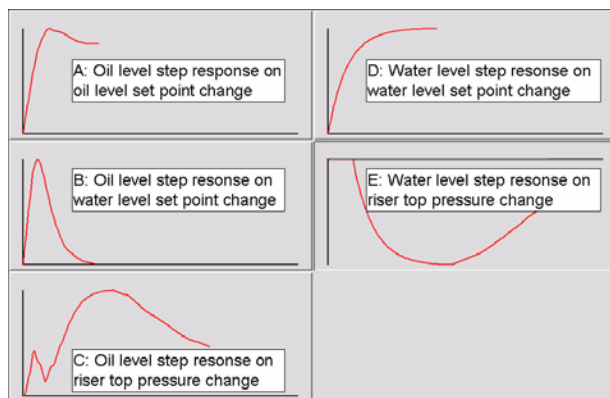 A: Oil level step response on
oil level set point change
D: Water level step resonse on
water level set point change
B: Oil level step resonse on
water level set point change
E: Water level step resonse on
riser top pressure change
C: Oil level step resonse on
riser top pressure change